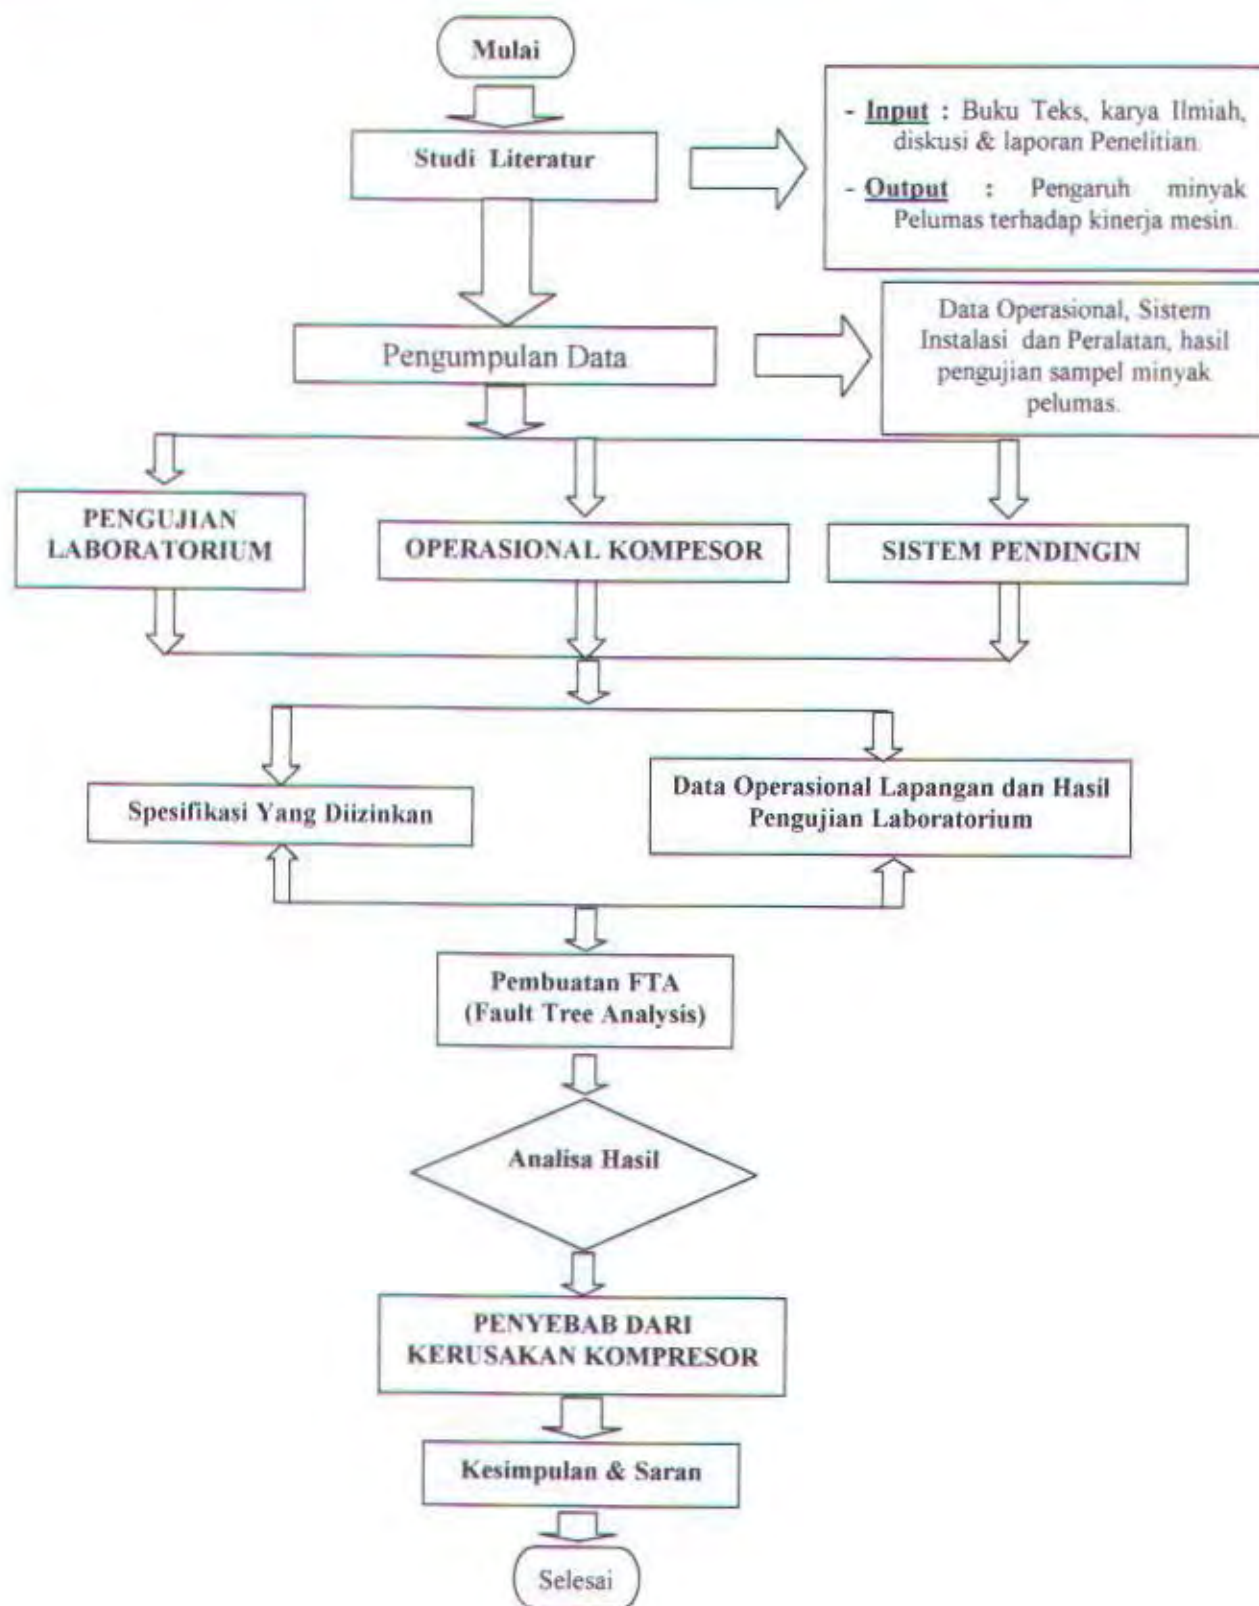 Mulai
Studi Literatur
- Input : Buku Teks, karya Ilmiah,
diskusi & laporan Penelitian.
- Output : Pengaruh minyak
Pelumas terhadap kinerja mesin.
Pengumpulan Data
Data Operasional, Sistem
Instalasi dan Peralatan, hasil
pengujian sampel minyak
pelumas.
PENGUJIAN
LABORATORIUM
OPERASIONAL KOMPESOR
SISTEM PENDINGIN
Spesifikasi Yang Diizinkan
Data Operasional Lapangan dan Hasil
Pengujian Laboratorium
Pembuatan FTA
(Fault Tree Analysis)
Analisa Hasil
PENYEBAB DARI
KERUSAKAN KOMPRESOR
Kesimpulan & Saran
Selesai